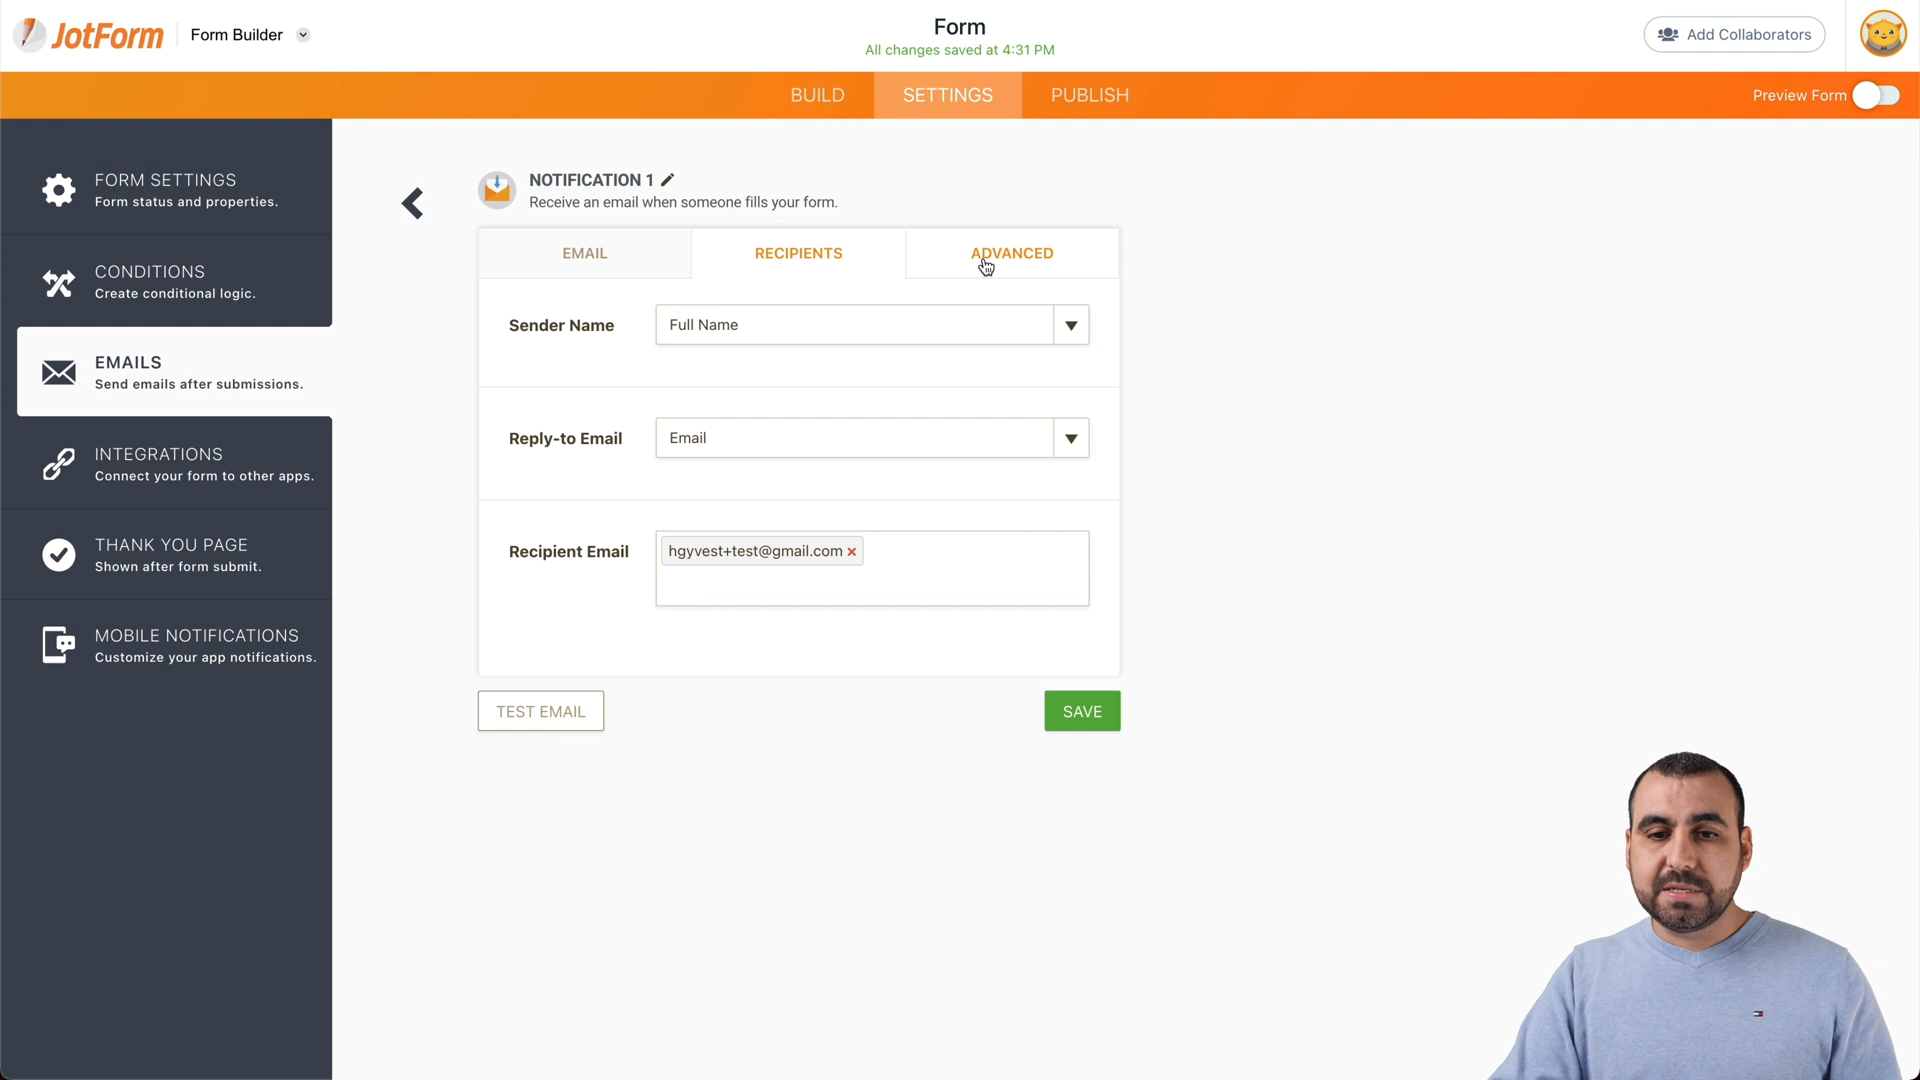 JotForm
Form Builder
Form
All changes saved at 4:31 PM
Add Collaborators
BUILD
SETTINGS
PUBLISH
Preview Form
FORM SETTINGS
Form status and properties.
CONDITIONS
Create conditional logic.
EMAILS
Send emails after submissions.
INTEGRATIONS
Connect your form to other apps.
THANK YOU PAGE
Shown after form submit.
MOBILE NOTIFICATIONS
Customize your app notifications.
NOTIFICATION 1
Receive an email when someone fills your form.
EMAIL
RECIPIENTS
ADVANCED
Sender Name
Full Name
Reply-to Email
Email
Recipient Email
hgyvest+test@gmail.com ×
TEST EMAIL
SAVE